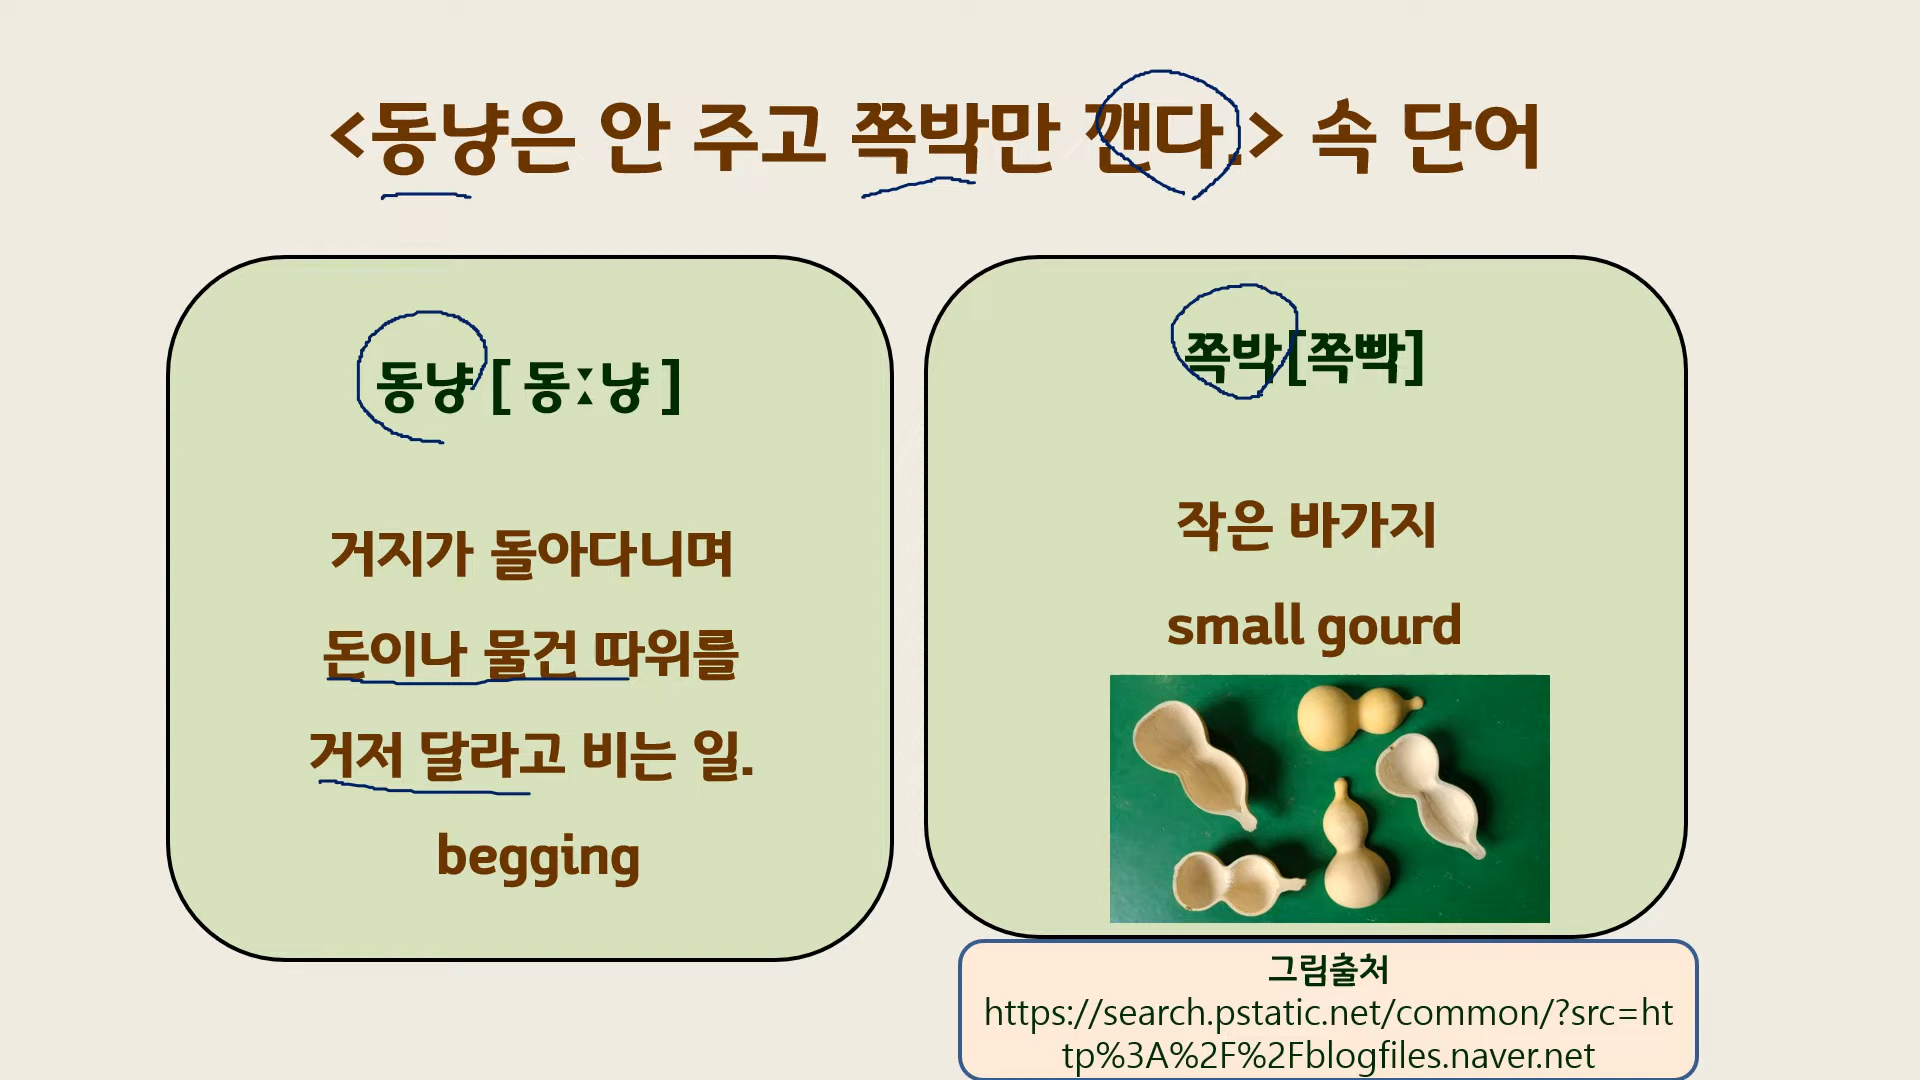 <동냥은 안 주고 쪽박만 깬다.> 속 단어
동냥 [ 동ː냥 ]
거지가 돌아다니며
돈이나 물건 따위를
거저 달라고 비는 일.
begging
쪽박[쪽빡]
작은 바가지
small gourd
그림출처
https://search.pstatic.net/common/?src=ht
tp%3A%2F%2Fblogfiles.naver.net